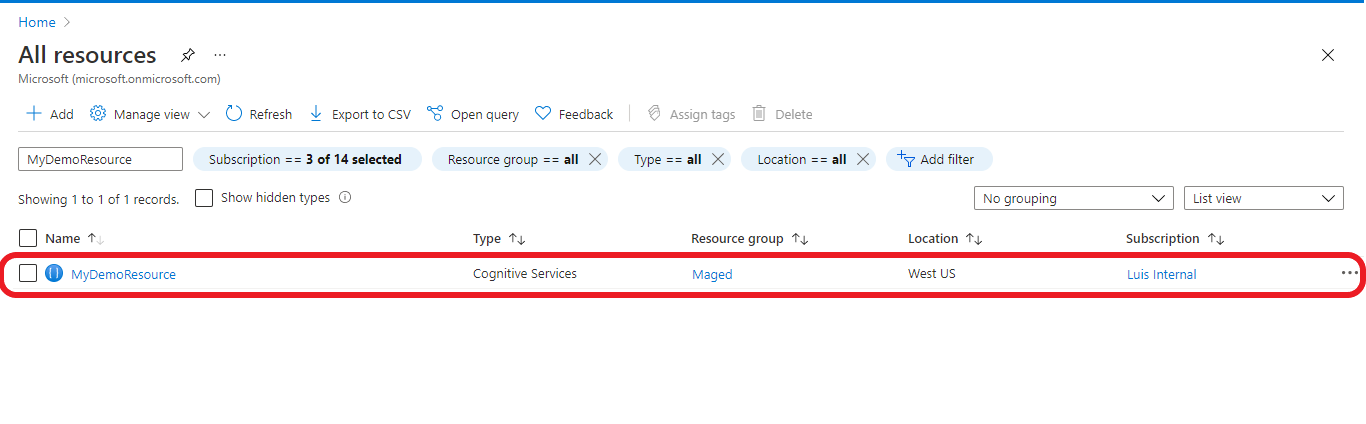 Home >
All resources ...
Microsoft (microsoft.onmicrosoft.com)
Add Manage view Refresh Export to CSV Open query Feedback Assign tags Delete
MyDemoResource Subscription == 3 of 14 selected Resource group == all Type == all Location == all Add filter
Showing 1 to 1 of 1 records. Show hidden types No grouping List view
Name Type Resource group Location Subscription
MyDemoResource Cognitive Services Maged West US Luis Internal ...